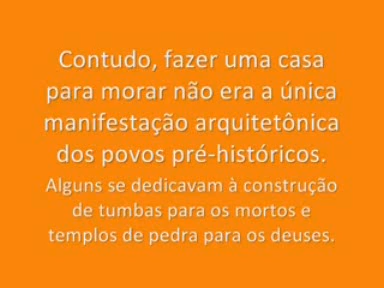 Contudo, fazer uma casa
para morar não era a única
manifestação arquitetônica
dos povos pré-históricos.
Alguns se dedicavam à construção
de tumbas para os mortos e
templos de pedra para os deuses.